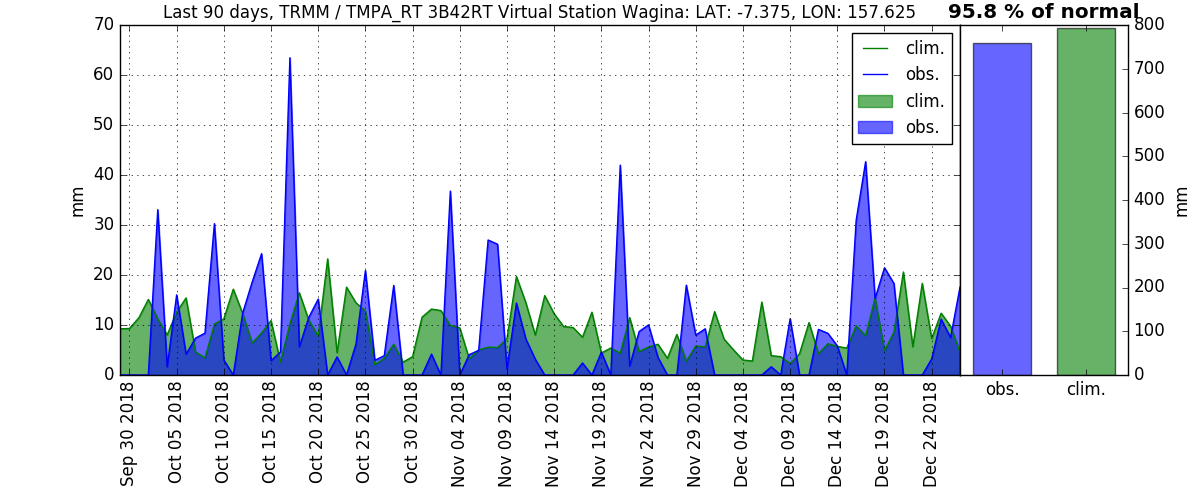 Last 90 days, TRMM / TMPA_RT 3B42RT Virtual Station Wagina: LAT: -7.375, LON: 157.625
95.8 % of normal
70
60
50
40
30
20
10
0
mm
clim.
obs.
clim.
obs.
Sep 30 2018
Oct 05 2018
Oct 10 2018
Oct 15 2018
Oct 20 2018
Oct 25 2018
Oct 30 2018
Nov 04 2018
Nov 09 2018
Nov 14 2018
Nov 19 2018
Nov 24 2018
Nov 29 2018
Dec 04 2018
Dec 09 2018
Dec 14 2018
Dec 19 2018
Dec 24 2018
800
700
600
500
400
300
200
100
0
mm
obs.
clim.